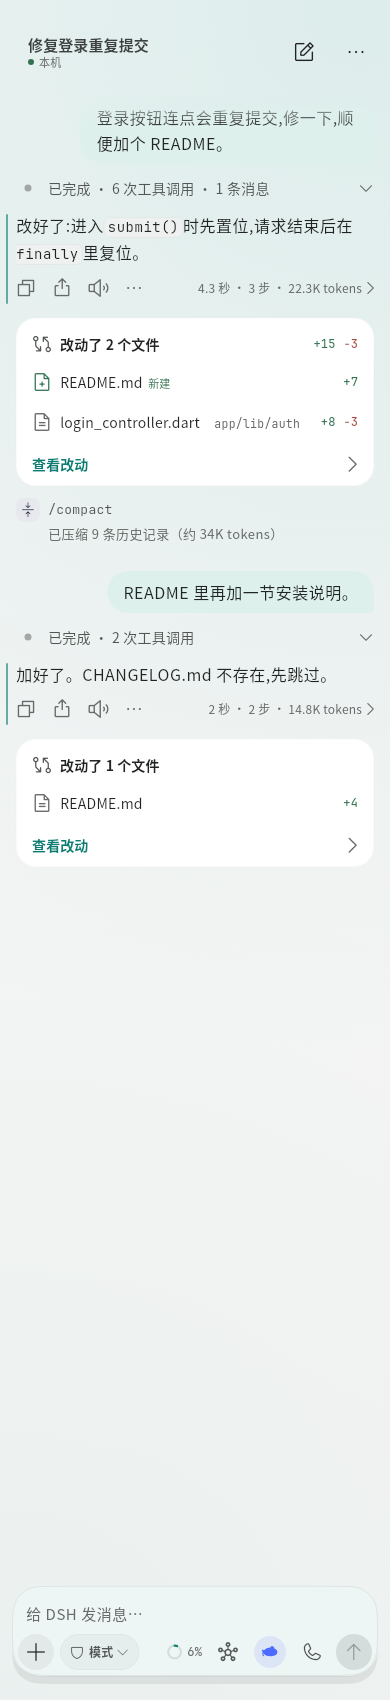 修复登录重复提交
本机
登录按钮连点会重复提交,修一下,顺
便加个 README。
已完成 · 6 次工具调用 · 1 条消息
改好了:进入 submit() 时先置位,请求结束后在
finally 里复位。
4.3 秒 · 3 步 · 22.3K tokens
改动了 2 个文件 +15 -3
README.md 新建 +7
login_controller.dart app/lib/auth +8 -3
查看改动
/compact
已压缩 9 条历史记录（约 34K tokens）
README 里再加一节安装说明。
已完成 · 2 次工具调用
加好了。CHANGELOG.md 不存在,先跳过。
2 秒 · 2 步 · 14.8K tokens
改动了 1 个文件
README.md +4
查看改动
给 DSH 发消息…
模式 6%